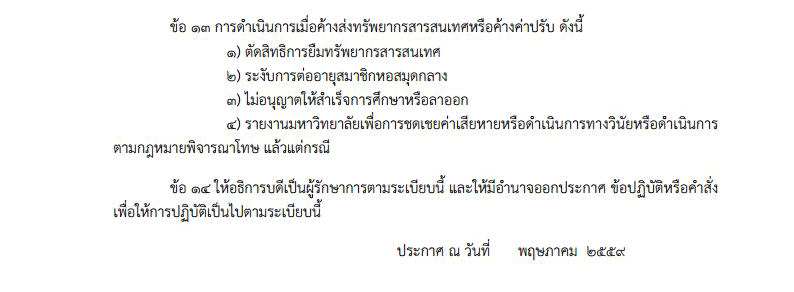 ข้อ ๑๓ การดำเนินการเมื่อค้างส่งทรัพยากรสารสนเทศหรือค้างค่าปรับ ดังนี้
๑) ตัดสิทธิการยืมทรัพยากรสารสนเทศ
๒) ระงับการต่ออายุสมาชิกหอสมุดกลาง
๓) ไม่อนุญาตให้สำเร็จการศึกษาหรือลาออก
๔) รายงานมหาวิทยาลัยเพื่อการชดเชยค่าเสียหายหรือดำเนินการทางวินัยหรือดำเนินการ
ตามกฎหมายพิจารณาโทษ แล้วแต่กรณี
ข้อ ๑๔ ให้อธิการบดีเป็นผู้รักษาการตามระเบียบนี้ และให้มีอำนาจออกประกาศ ข้อปฏิบัติหรือคำสั่ง
เพื่อให้การปฏิบัติเป็นไปตามระเบียบนี้
ประกาศ ณ วันที่ พฤษภาคม ๒๕๕๙